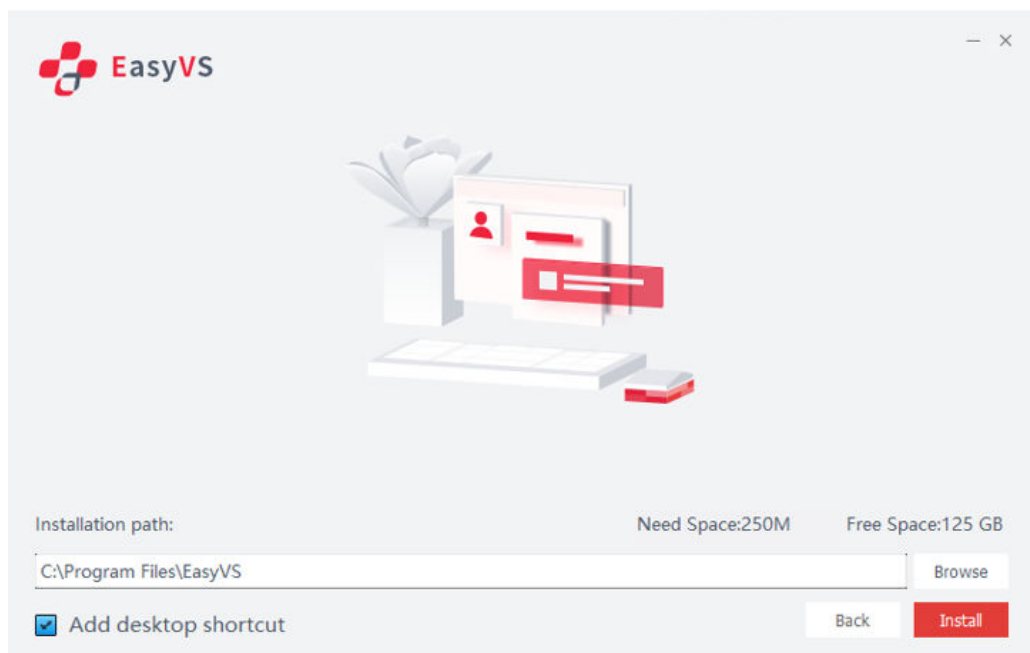 EasyVS
Installation path:
Need Space:250M
Free Space:125 GB
C:\Program Files\EasyVS
Browse
Add desktop shortcut
Back
Install